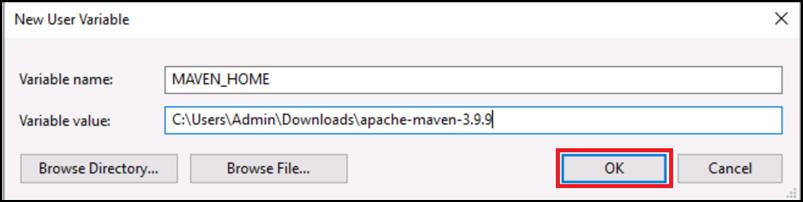 New User Variable
Variable name: MAVEN_HOME
Variable value: C:\Users\Admin\Downloads\apache-maven-3.9.9
Browse Directory... Browse File... OK Cancel